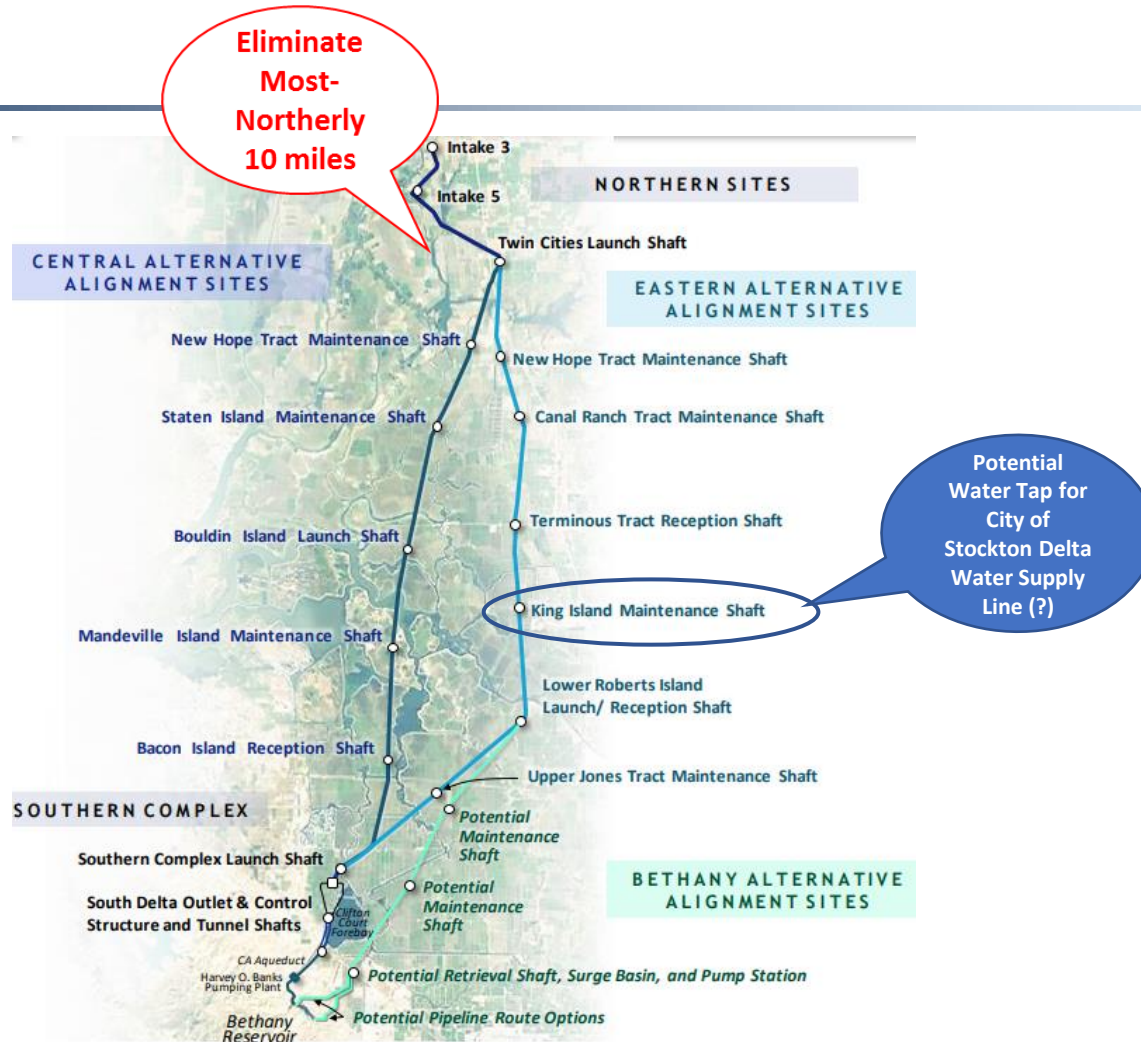 Eliminate
Most-
Northerly
10 miles
Intake 3
NORTHERN SITES
Intake 5
Twin Cities Launch Shaft
CENTRAL ALTERNATIVE
ALIGNMENT SITES
EASTERN ALTERNATIVE
ALIGNMENT SITES
New Hope Tract Maintenance Shaft
New Hope Tract Maintenance Shaft
Staten Island Maintenance Shaft
Canal Ranch Tract Maintenance Shaft
Potential
Water Tap for
City of
Stockton Delta
Water Supply
Line (?)
Terminous Tract Reception Shaft
Bouldin Island Launch Shaft
King Island Maintenance Shaft
Mandeville Island Maintenance Shaft
Lower Roberts Island
Launch/ Reception Shaft
Bacon Island Reception Shaft
Upper Jones Tract Maintenance Shaft
SOUTHERN COMPLEX
Potential
Maintenance
Shaft
Southern Complex Launch Shaft
BETHANY ALTERNATIVE
ALIGNMENT SITES
Potential
Maintenance
Shaft
South Delta Outlet & Control
Structure and Tunnel Shafts
Clifton
Court
Forebay
CA Aqueduct
Harvey O. Banks
Pumping Plant
Potential Retrieval Shaft, Surge Basin, and Pump Station
Potential Pipeline Route Options
Bethany
Reservoir